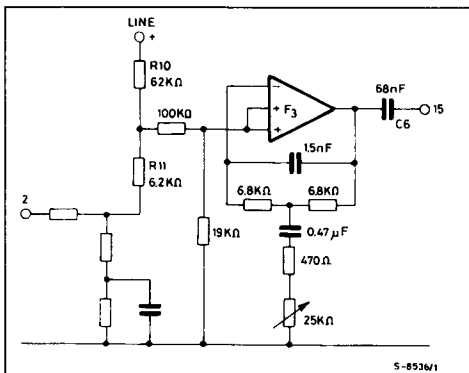 LINE
+
R10
62KΩ
100KΩ
R11
6.2KΩ
2
19KΩ
-
+
+
F3
1.5nF
6.8KΩ
6.8KΩ
0.47µF
470Ω
25KΩ
68nF
C6
15
S-8536/1